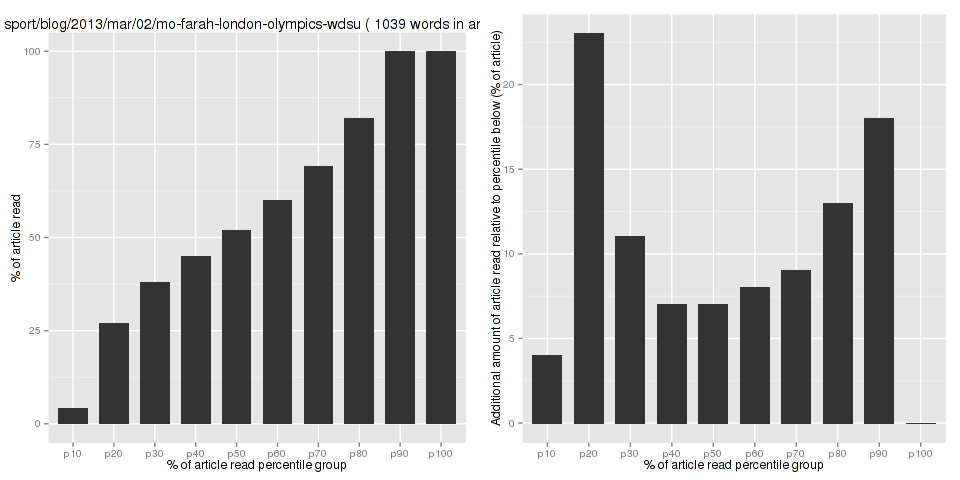 sport/blog/2013/mar/02/mo-farah-london-olympics-wdsu ( 1039 words in ar
% of article read
100
75
50
25
0
p10 p20 p30 p40 p50 p60 p70 p80 p90 p100
% of article read percentile group
Additional amount of article read relative to percentile below (% of article)
20
15
10
5
0
p10 p20 p30 p40 p50 p60 p70 p80 p90 p100
% of article read percentile group